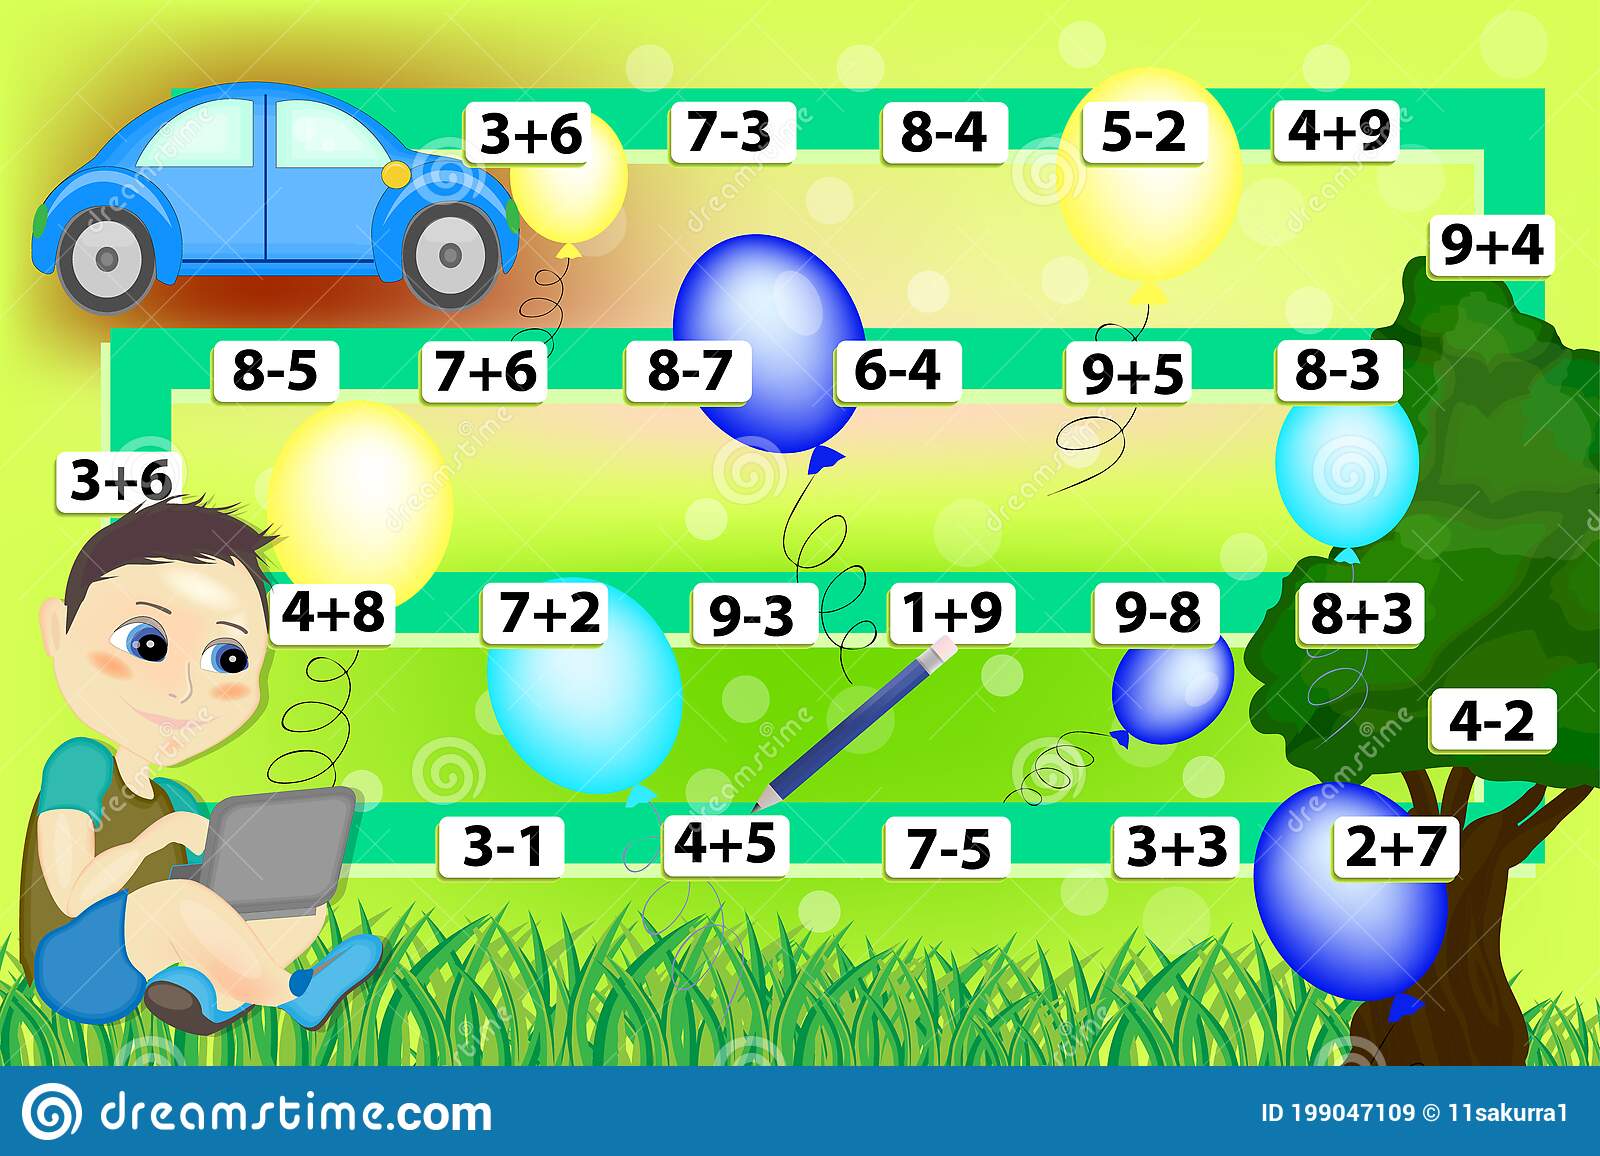 3+6 7-3 8-4 5-2 4+9
9+4
8-5 7+6 8-7 6-4 9+5 8-3
3+6
4+8 7+2 9-3 1+9 9-8 8+3
4-2
3-1 4+5 7-5 3+3 2+7
dreamstime.com ID 199047109 © 11sakurra1